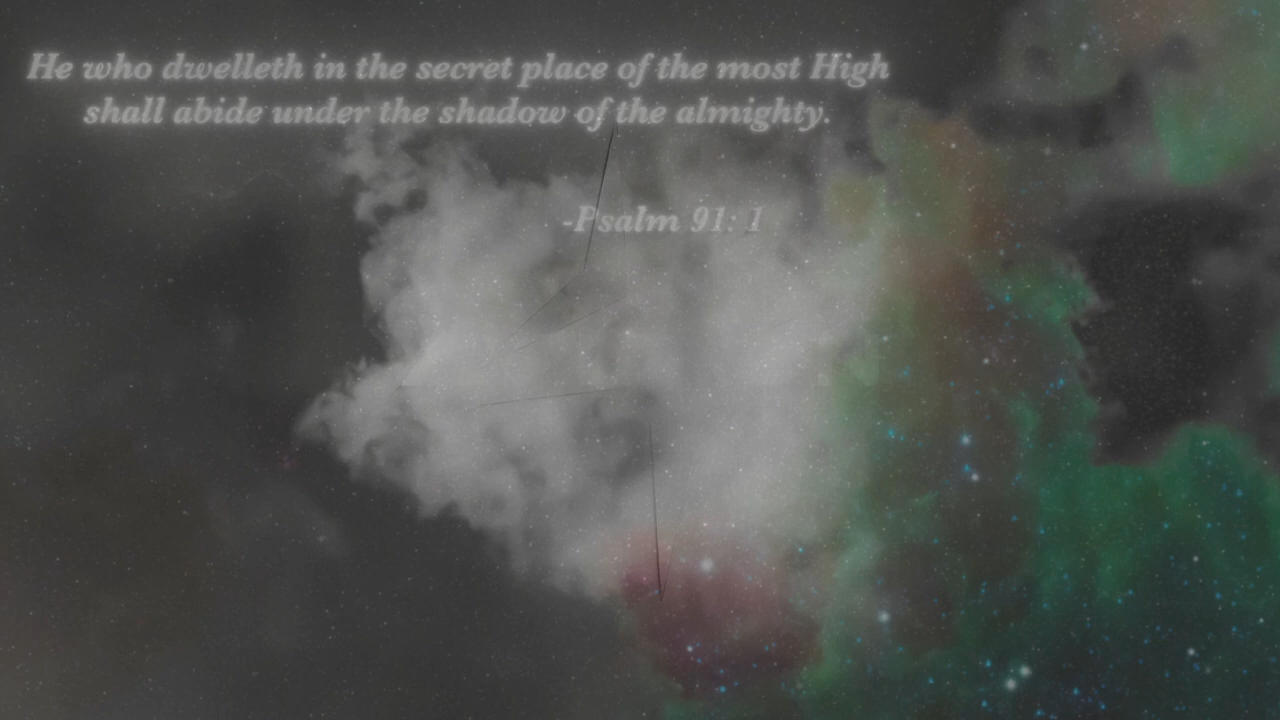 He who dwelleth in the secret place of the most High
shall abide under the shadow of the almighty.
-Psalm 91: 1